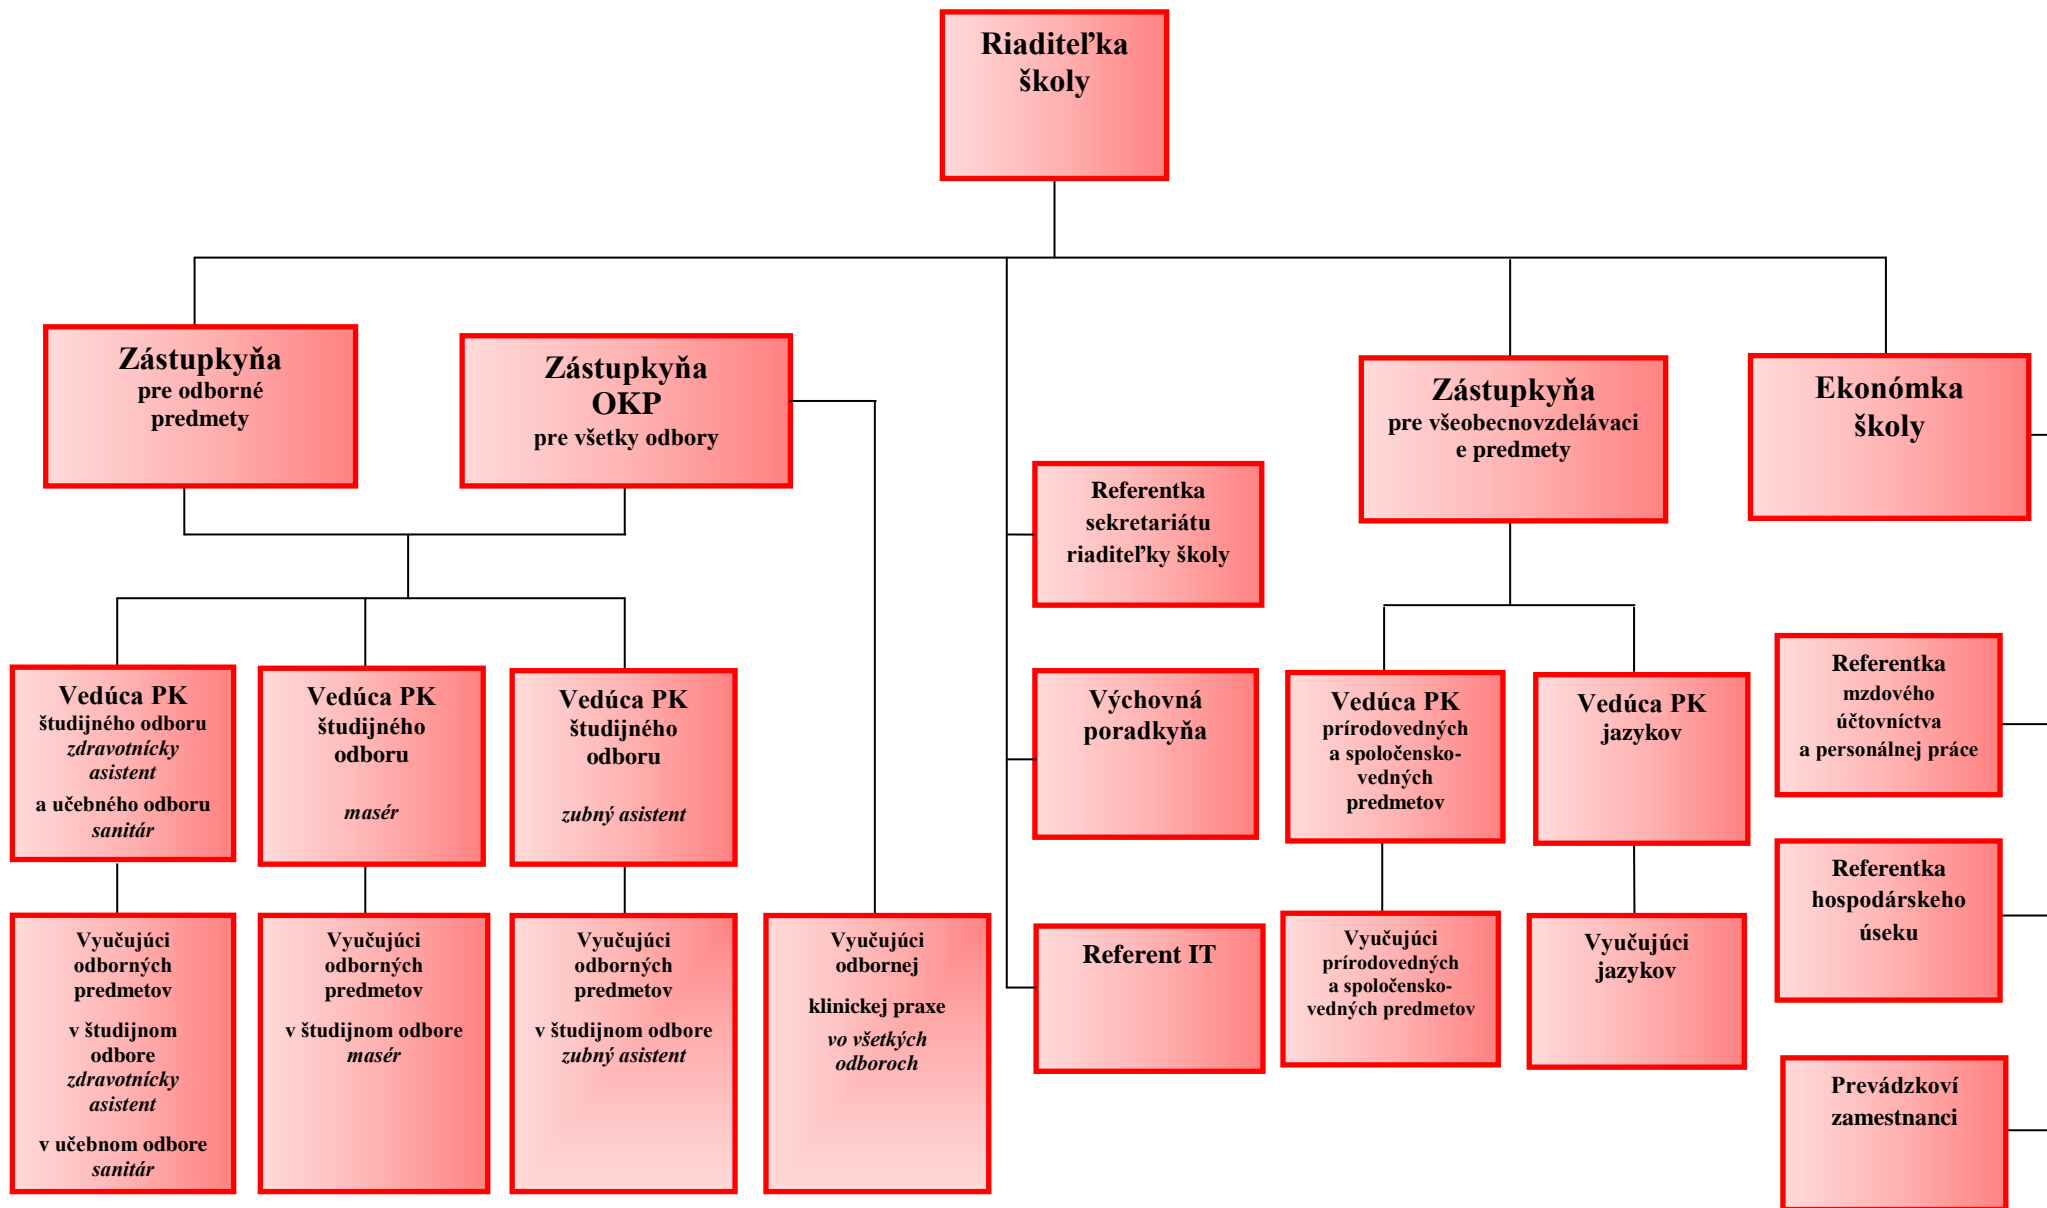 Riaditeľka
školy
Zástupkyňa
pre odborné
predmety
Zástupkyňa
OKP
pre všetky odbory
Zástupkyňa
pre všeobecnovzdelávaci
e predmety
Ekonómka
školy
Referentka
sekretariátu
riaditeľky školy
Výchovná
poradkyňa
Referent IT
Vedúca PK
študijného odboru
zdravotnícky
asistent
a učebného odboru
sanitár
Vedúca PK
študijného
odboru
masér
Vedúca PK
študijného
odboru
zubný asistent
Vedúca PK
prírodovedných
a spoločensko-
vedných
predmetov
Vedúca PK
jazykov
Referentka
mzdového
účtovníctva
a personálnej práce
Referentka
hospodárskeho
úseku
Prevádzkoví
zamestnanci
Vyučujúci
odborných
predmetov
v študijnom
odbore
zdravotnícky
asistent
v učebnom odbore
sanitár
Vyučujúci
odborných
predmetov
v študijnom odbore
masér
Vyučujúci
odborných
predmetov
v študijnom odbore
zubný asistent
Vyučujúci
odbornej
klinickej praxe
vo všetkých
odboroch
Vyučujúci
prírodovedných
a spoločensko-
vedných predmetov
Vyučujúci
jazykov